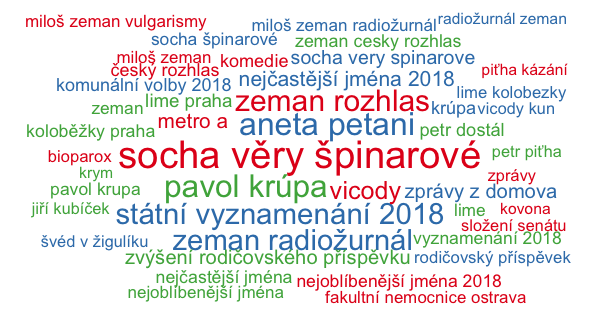 miloš zeman vulgarismy
miloš zeman radiožurnál
radiožurnál zeman
socha špinarové
zeman cesky rozhlas
miloš zeman
komedie
socha very spinarove
český rozhlas
piťha kázání
komunální volby 2018
nejčastější jména 2018
lime kolobezky
zeman
lime praha
zeman rozhlas
krúpa
vicody kun
koloběžky praha
metro a
aneta petani
petr dostál
bioparox
socha věry špinarové
petr piťha
krym
zprávy
pavol krupa
pavol krúpa
vicody
zprávy z domova
jiří kubíček
státní vyznamenání 2018
lime
kovona
složení senátu
švéd v žigulíku
zeman radiožurnál
vyznamenání 2018
zvýšení rodičovského příspěvku
rodičovský příspěvek
nejčastější jména
nejoblíbenější jména 2018
nejoblíbenější jména
fakultní nemocnice ostrava